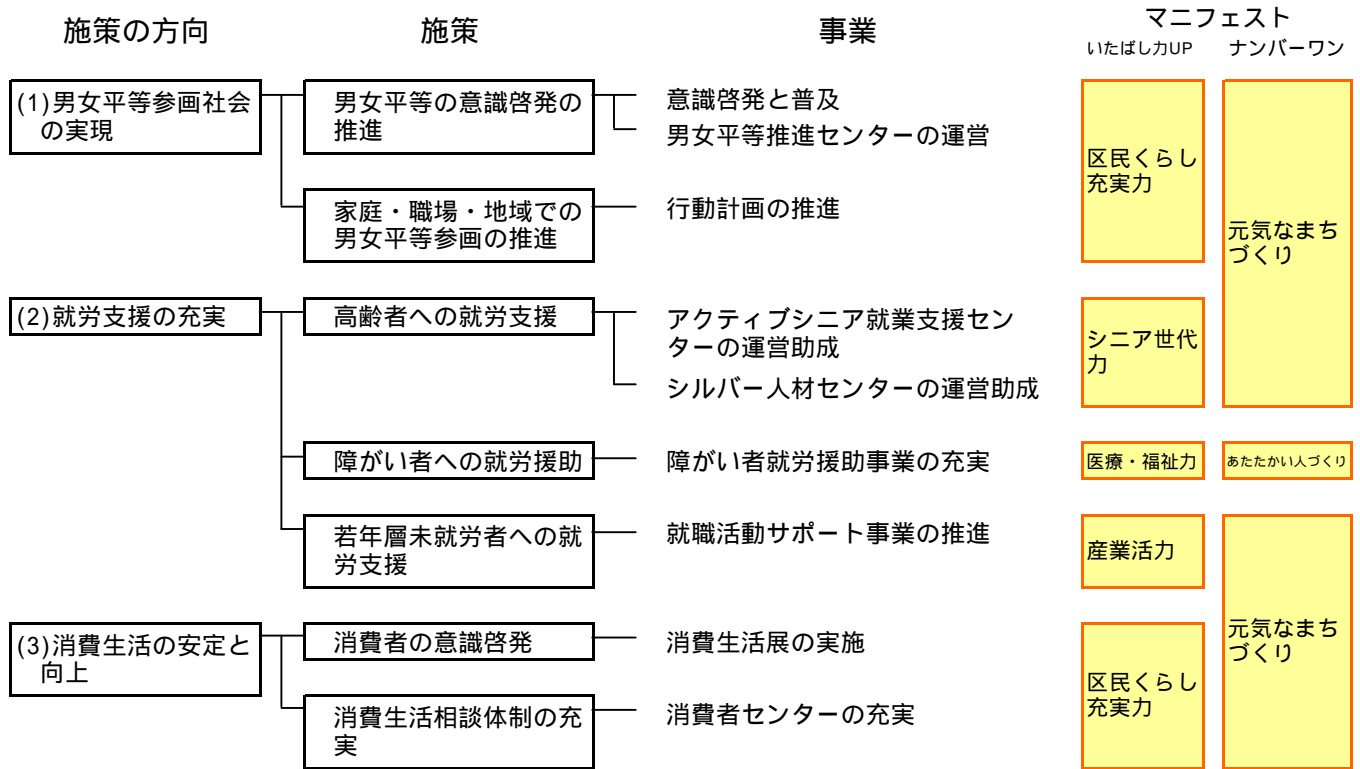 施策の方向
施策
事業
マニフェスト
いたばし力UP
ナンバーワン
(1)男女平等参画社会
の実現
男女平等の意識啓発の
推進
意識啓発と普及
男女平等推進センターの運営
家庭・職場・地域での
男女平等参画の推進
行動計画の推進
区民くらし
充実力
元気なまち
づくり
(2)就労支援の充実
高齢者への就労支援
アクティブシニア就業支援セン
ターの運営助成
シルバー人材センターの運営助成
シニア世代
力
障がい者への就労援助
障がい者就労援助事業の充実
医療・福祉力
あたたかい人づくり
若年層未就労者への就
労支援
就職活動サポート事業の推進
産業活力
元気なまち
づくり
(3)消費生活の安定と
向上
消費者の意識啓発
消費生活展の実施
消費生活相談体制の充
実
消費者センターの充実
区民くらし
充実力